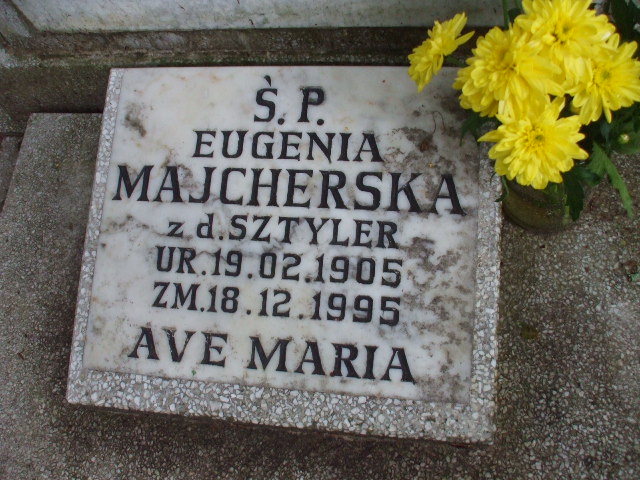 Ś.P.
EUGENIA
MAJCHERSKA
z d. SZTYLER
UR.19.02.1905
ZM.18.12.1995
AVE MARIA